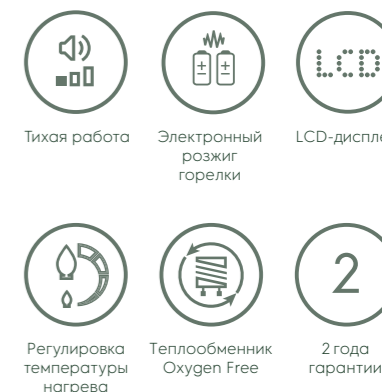 LCD
Тихая работа
Электронный
розжиг
горелки
LCD-диспле
2
Регулировка
температуры
нагрева
Теплообменник
Oxygen Free
2 года
гарантии